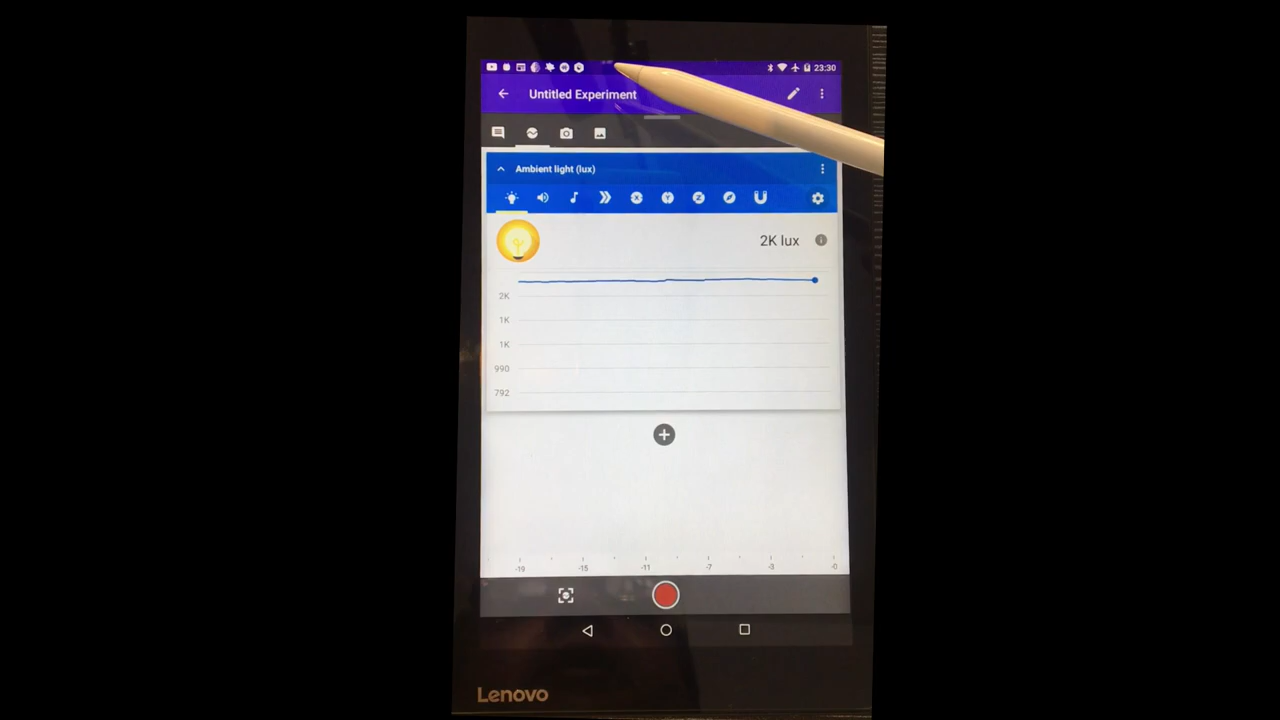 23:30
Untitled Experiment
Ambient light (lux)
2K lux
2K
1K
1K
990
792
-19 -15 -11 -7 -3 -0
Lenovo